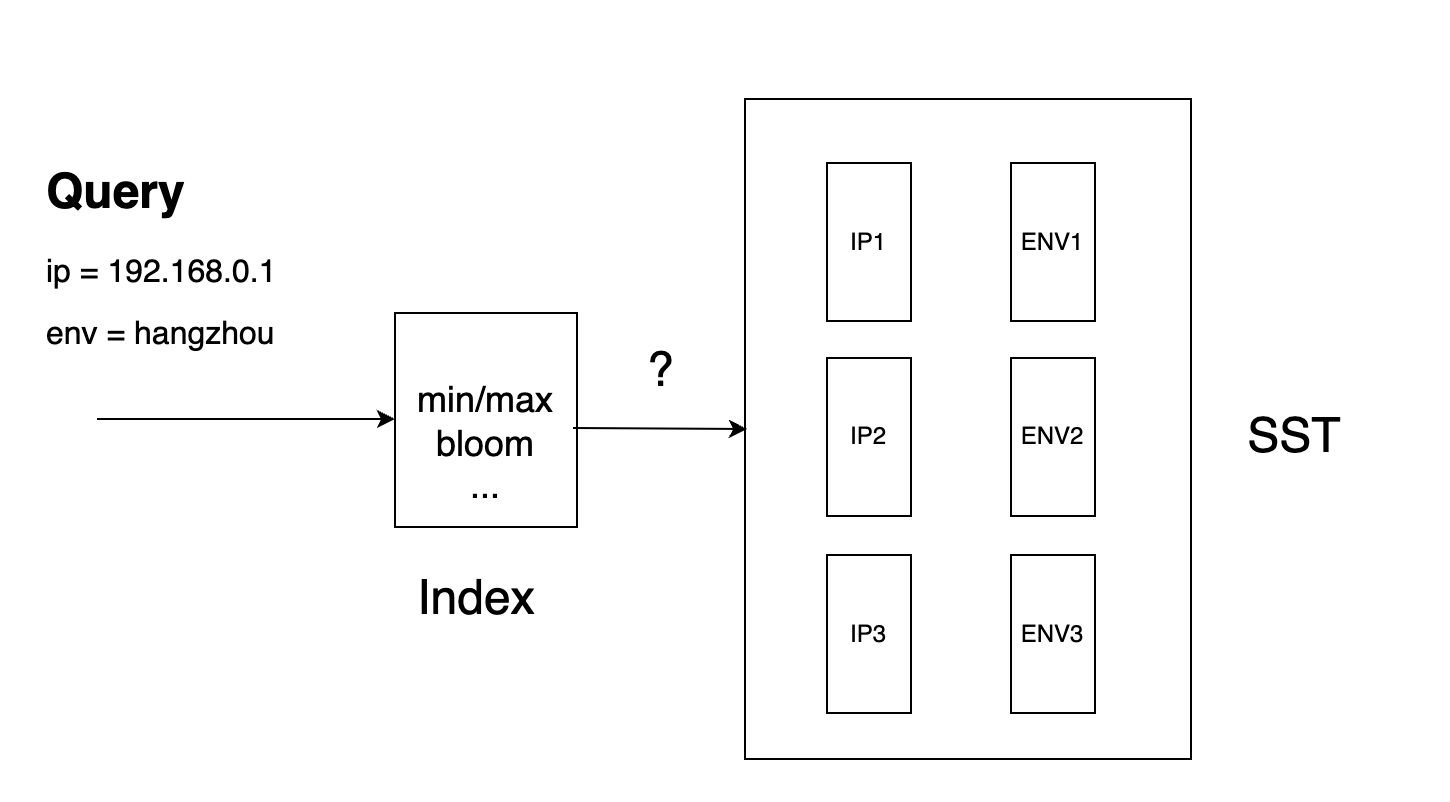 Query
ip = 192.168.0.1
env = hangzhou
min/max
bloom
...
Index
?
IP1
ENV1
IP2
ENV2
IP3
ENV3
SST